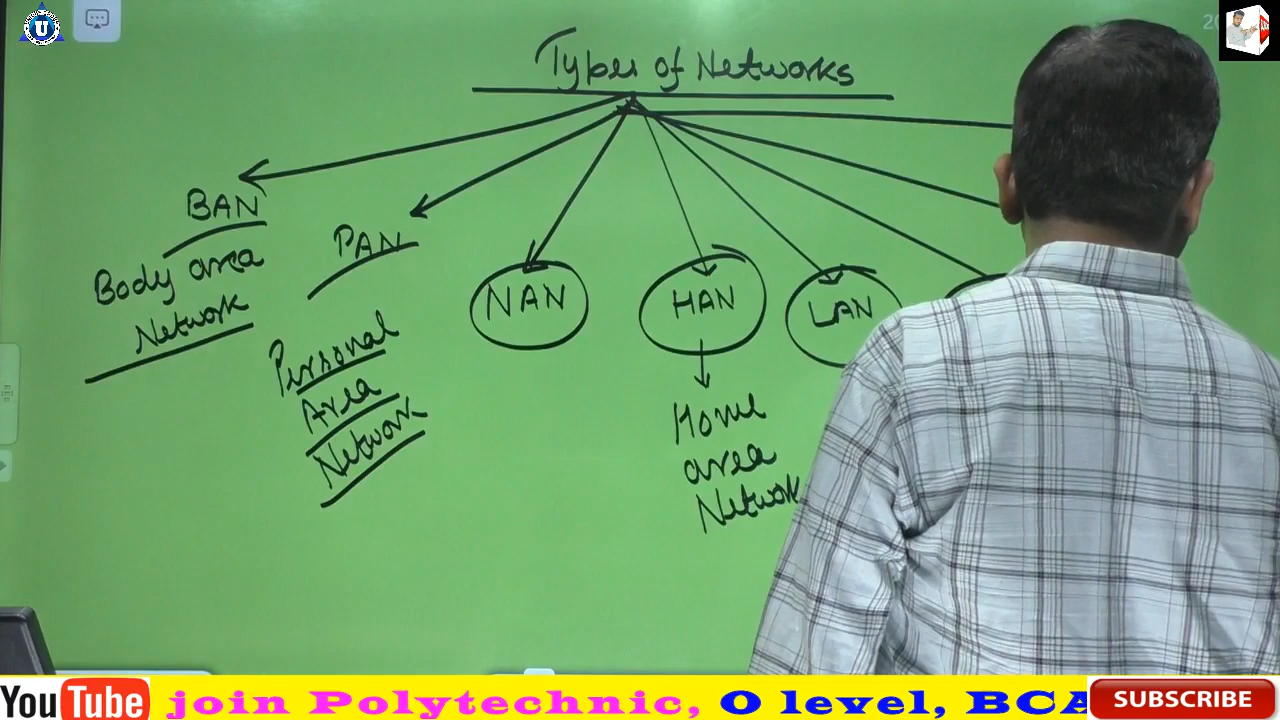 Types of Networks
BAN
Body area
Network
PAN
Personal
Area
Network
NAN
HAN
Home
area
Network
LAN
U
20
YouTube
join Polytechnic, O level, BCA
SUBSCRIBE